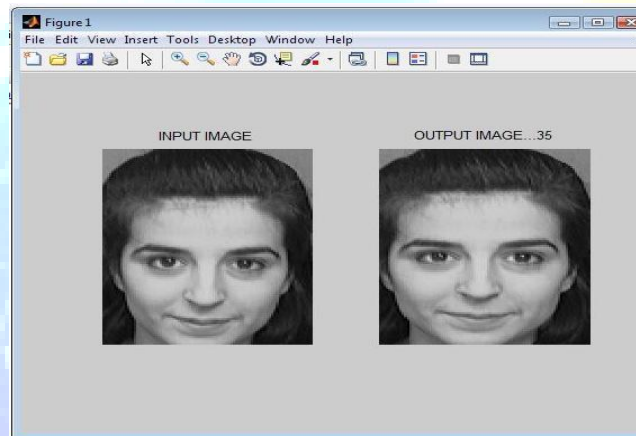 Figure 1
File Edit View Insert Tools Desktop Window Help
INPUT IMAGE
OUTPUT IMAGE...35